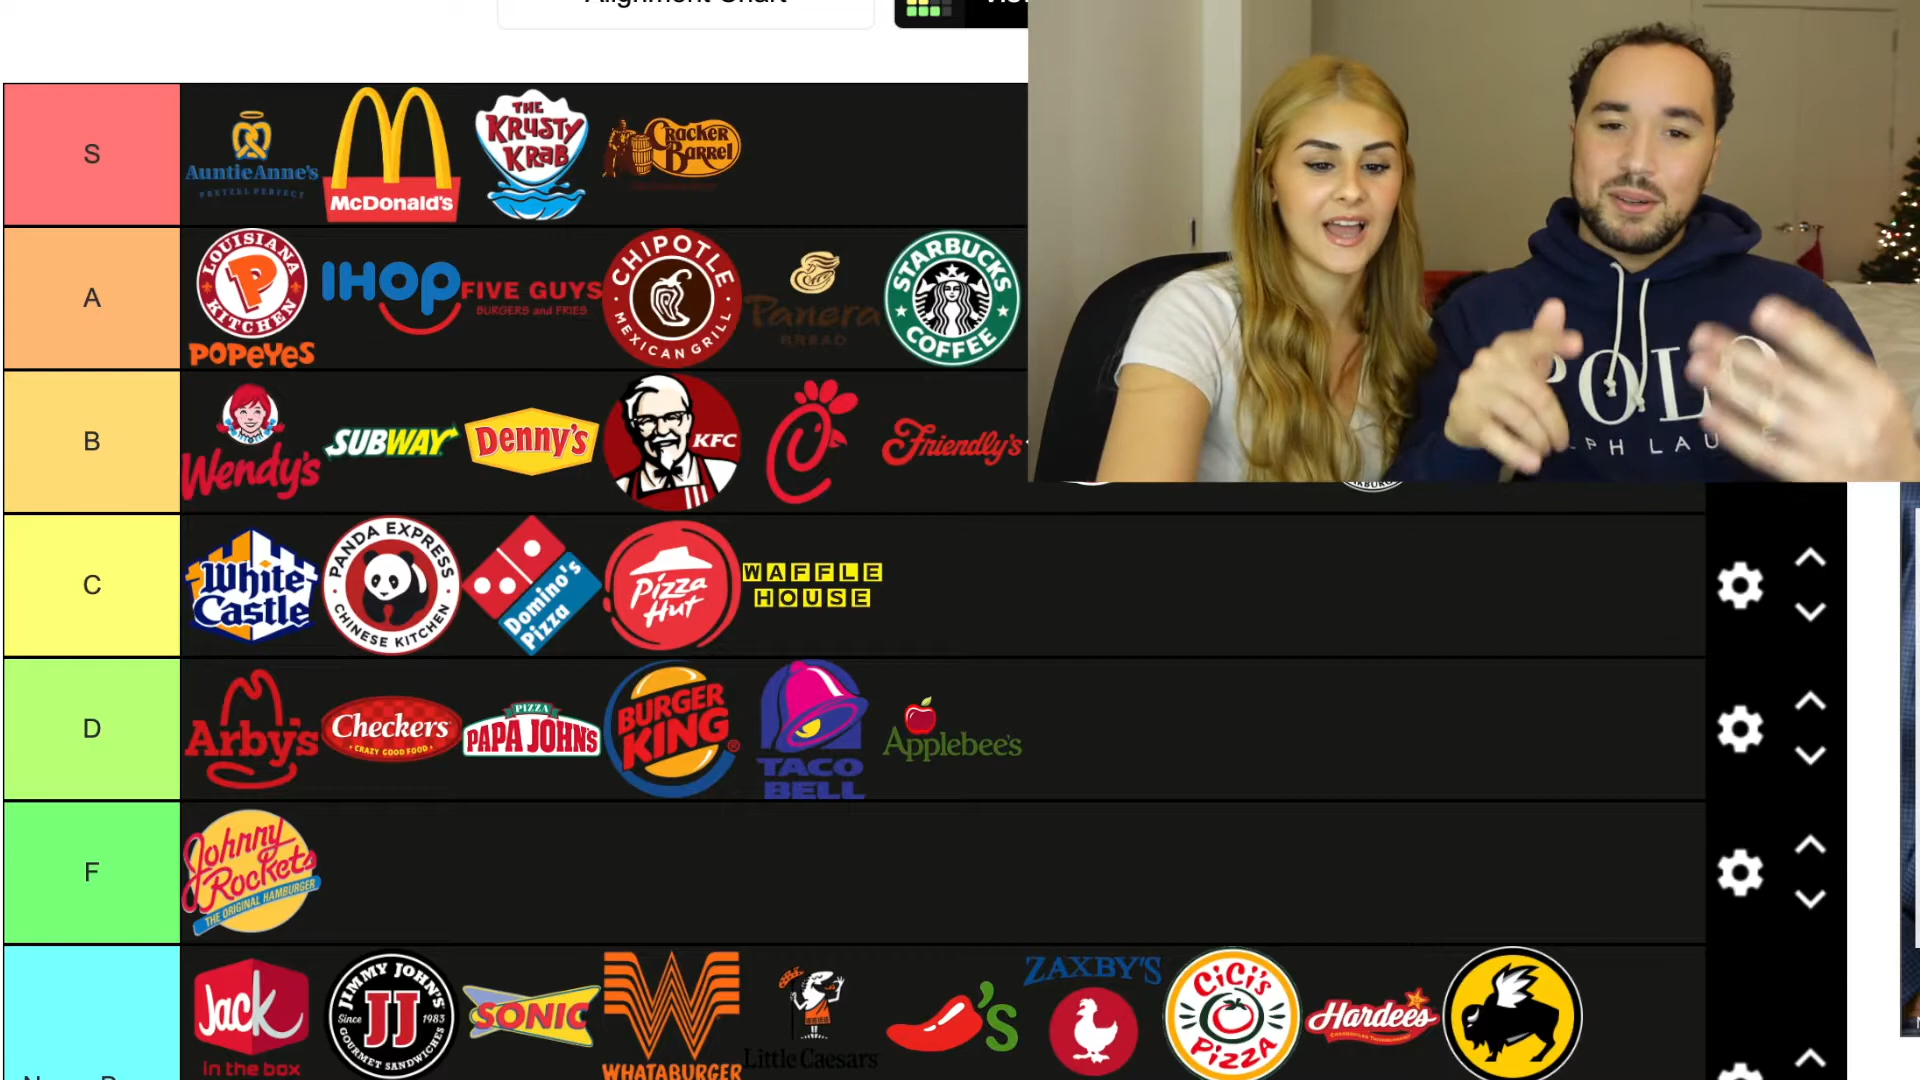 Alignment Chart
S
Auntie Anne's
PRETZEL PERFECT
McDonald's
THE
KRUSTY
KRAB
Cracker
Barrel
A
LOUISIANA
P
KITCHEN
POPEYES
IHOP
FIVE GUYS
BURGERS and FRIES
CHIPOTLE
MEXICAN GRILL
Panera
BREAD
STARBUCKS
COFFEE
POLO
LPH LAU
B
Wendy's
SUBWAY
Denny's
KFC
C
Friendly's
C
White
Castle
PANDA EXPRESS
CHINESE KITCHEN
Domino's
Pizza
Pizza
Hut
WAFFLE
HOUSE
D
Arby's
Checkers
CRAZY GOOD FOOD
PIZZA
PAPA JOHN'S
BURGER
KING
TACO
BELL
Applebee's
F
Johnny
Rockets
THE ORIGINAL HAMBURGER
Jack
in the box
JIMMY JOHN'S
Since JJ 1983
GOURMET SANDWICHES
SONIC
W
WHATABURGER
Little Caesars
's
ZAXBY'S
CiCi's
Pizza
Hardee's